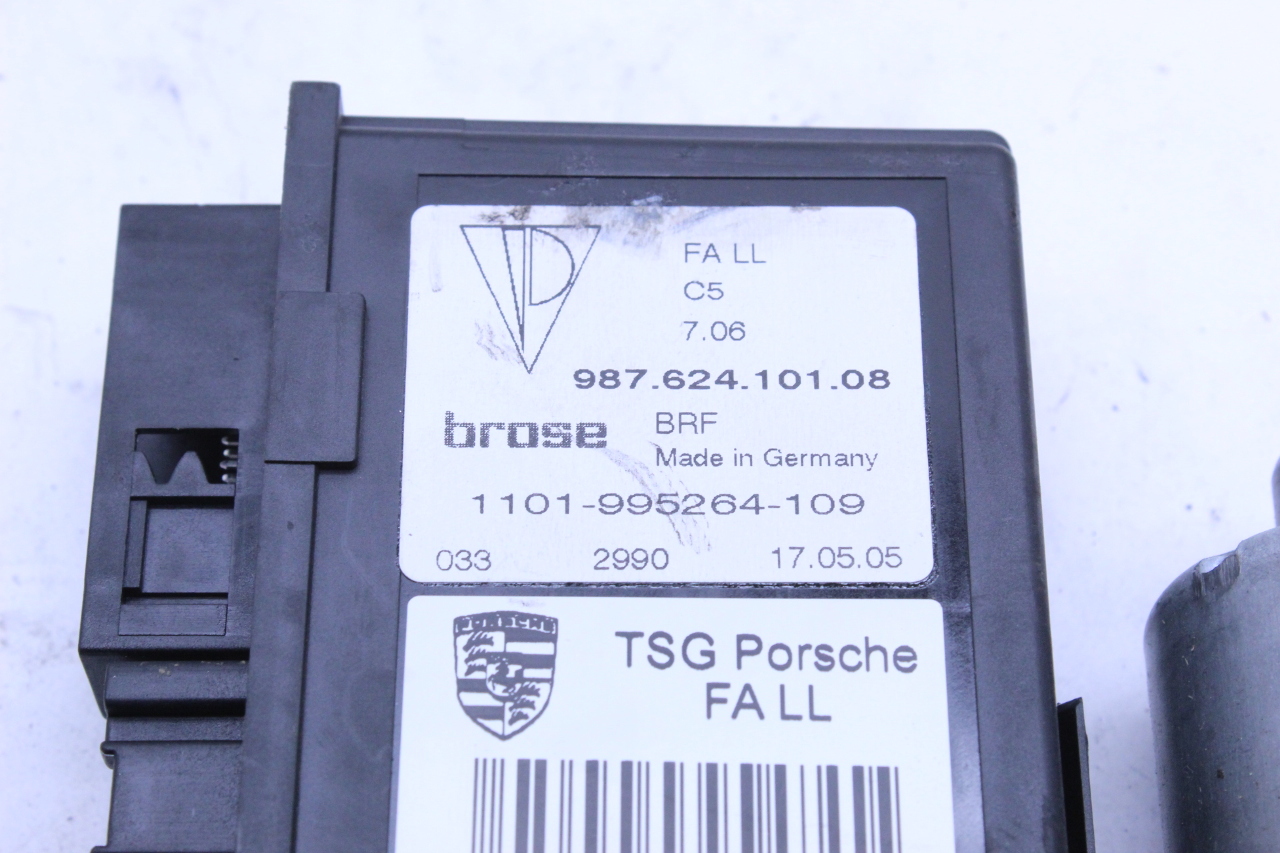 FA LL
C5
7.06
987.624.101.08
brose BRF
Made in Germany
1101-995264-109
033 2990 17.05.05
PORSCHE
TSG Porsche
FA LL